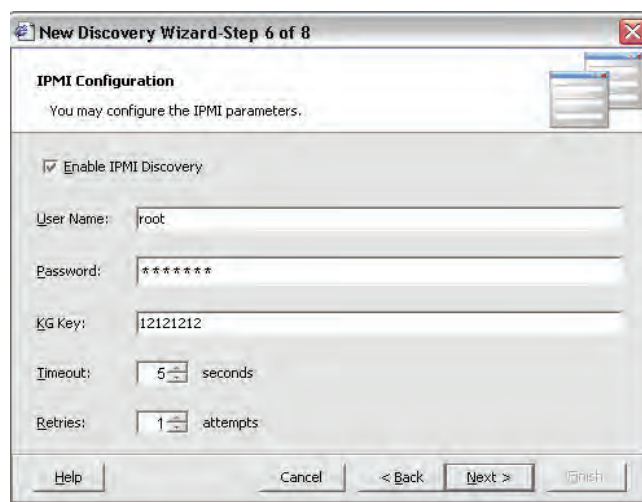 New Discovery Wizard-Step 6 of 8
IPMI Configuration
You may configure the IPMI parameters.
Enable IPMI Discovery
User Name: root
Password: *******
KG Key: 12121212
Timeout: 5 seconds
Retries: 1 attempts
Help Cancel < Back Next > Finish